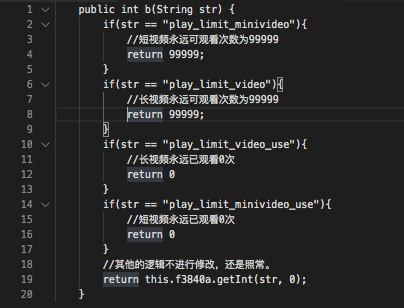 1 public int b(String str) {
2 if(str == "play_limit_minivideo"){
3 //短视频永远可观看次数为99999
4 return 99999;
5 }
6 if(str == "play_limit_video"){
7 //长视频永远可观看次数为99999
8 return 99999;
9 }
10 if(str == "play_limit_video_use"){
11 //长视频永远已观看0次
12 return 0
13 }
14 if(str == "play_limit_minivideo_use"){
15 //短视频永远已观看0次
16 return 0
17 }
18 //其他的逻辑不进行修改，还是照常。
19 return this.f3840a.getInt(str, 0);
20 }